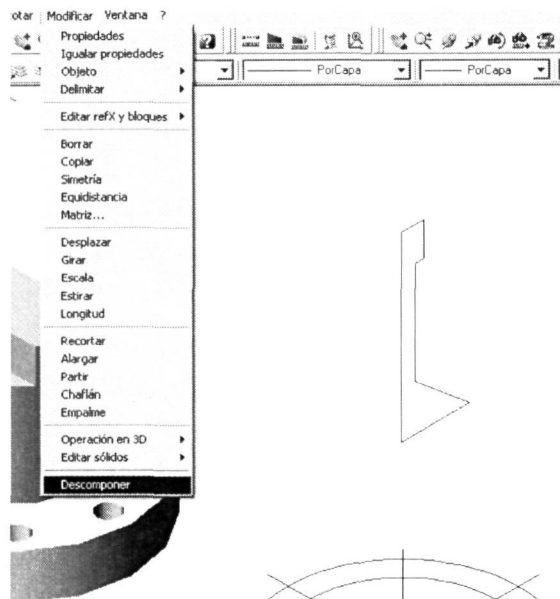 otar Modificar Ventana ?
Propiedades
Igualar propiedades
Objeto
Delimitar
PorCapa PorCapa
Editar refX y bloques
Borrar
Copiar
Simetría
Equidistancia
Matriz...
Desplazar
Girar
Escala
Estirar
Longitud
Recortar
Alargar
Partir
Chaflán
Empalme
Operación en 3D
Editar sólidos
Descomponer